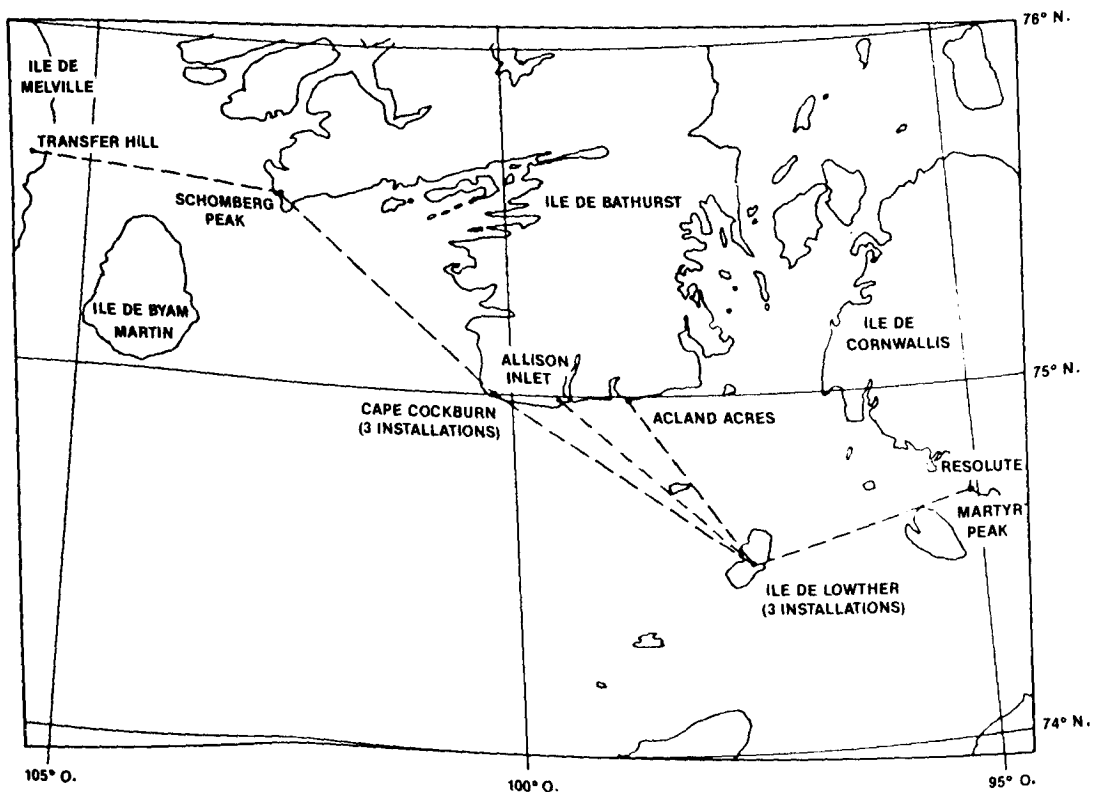 76° N.
ILE DE
MELVILLE
TRANSFER HILL
SCHOMBERG
PEAK
ILE DE BATHURST
ILE DE BYAM
MARTIN
ILE DE
CORNWALLIS
ALLISON
INLET
75° N.
CAPE COCKBURN
(3 INSTALLATIONS)
ACLAND ACRES
RESOLUTE
MARTYR
PEAK
ILE DE LOWTHER
(3 INSTALLATIONS)
74° N.
105° O.
100° O.
95° O.